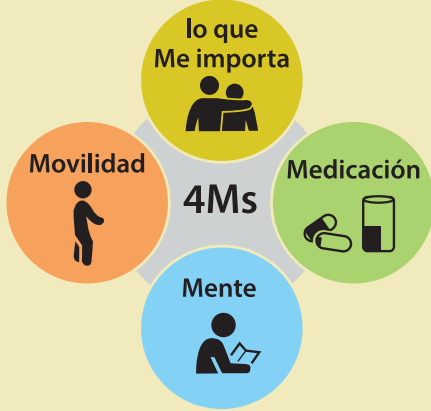 lo que
Me importa
Movilidad
4Ms
Medicación
Mente